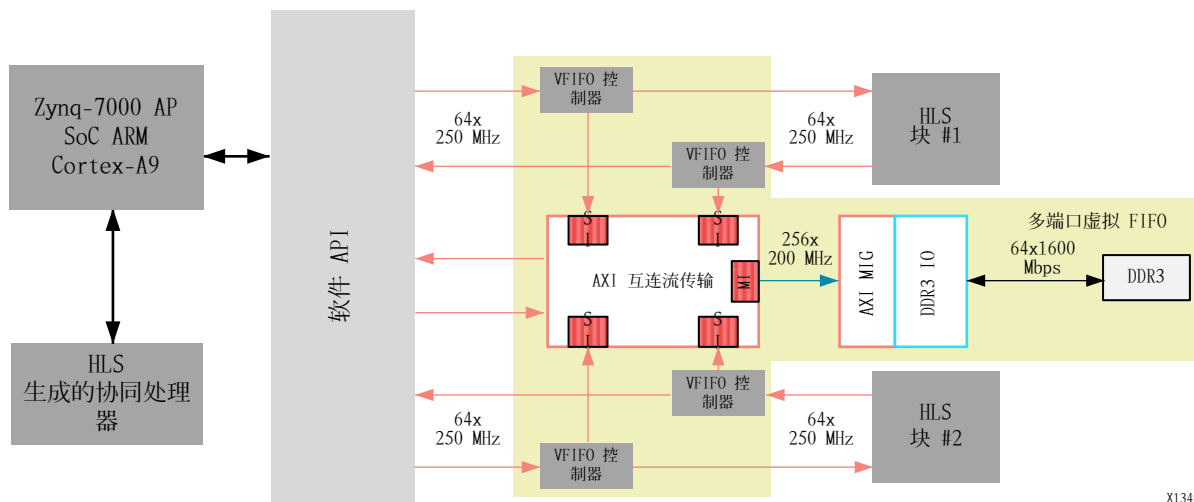 Zynq-7000 AP
SoC ARM
Cortex-A9
HLS
生成的协同处理
器
软件 API
64x
250 MHz
VFIFO 控
制器
64x
250 MHz
HLS
块 #1
VFIFO 控
制器
SI
SI
AXI 互连流传输
MI
SI
SI
256x
200 MHz
AXI MIG
DDR3 IO
多端口虚拟 FIFO
64x1600
Mbps
DDR3
VFIFO 控
制器
64x
250 MHz
VFIFO 控
制器
64x
250 MHz
HLS
块 #2
X134